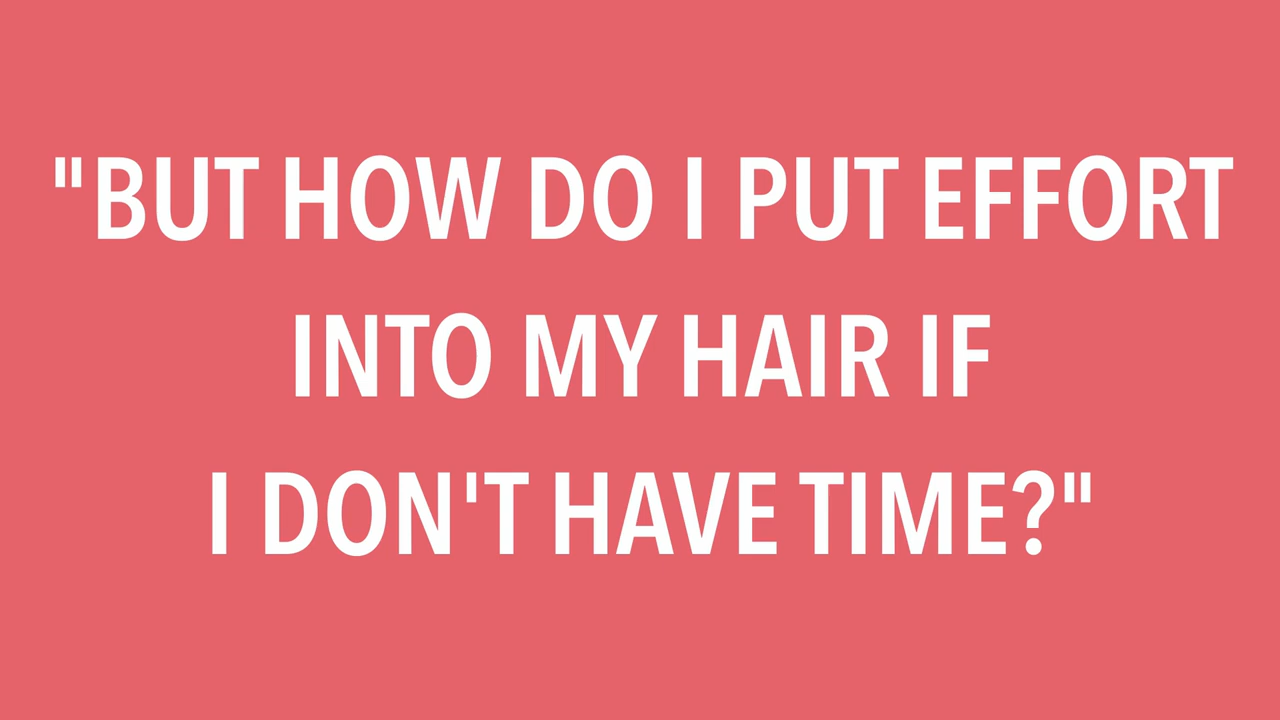 "BUT HOW DO I PUT EFFORT
INTO MY HAIR IF
I DON'T HAVE TIME?"